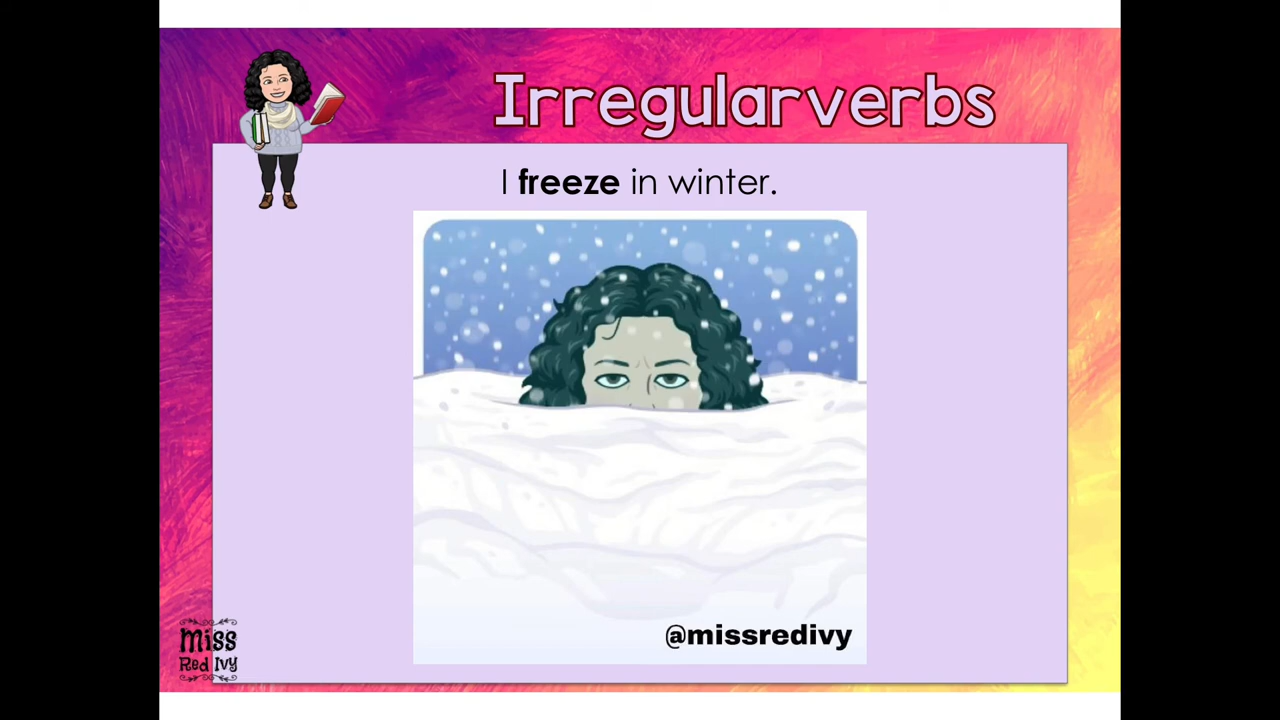 Irregularverbs
I freeze in winter.
@missredivy
Miss
Red Ivy